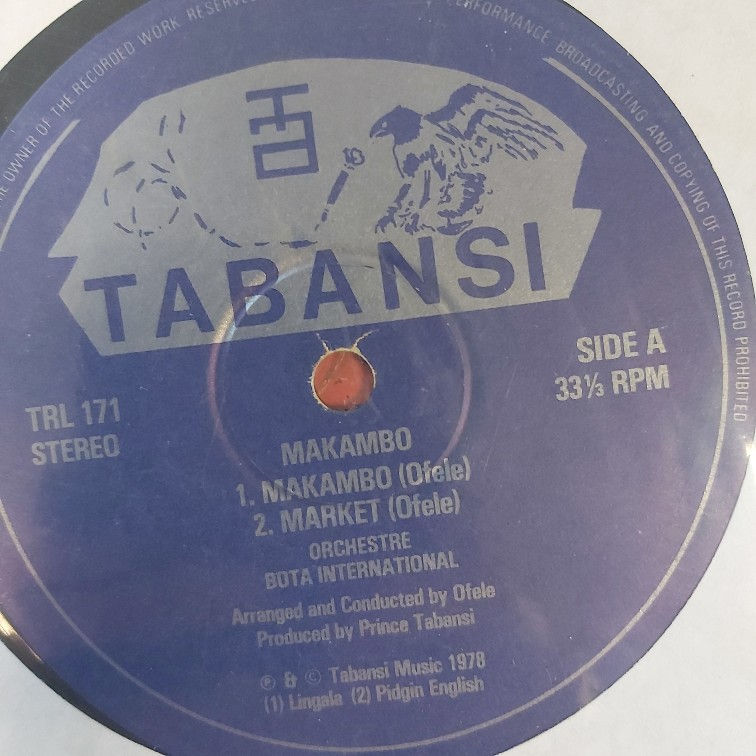 THE OWNER OF THE RECORDED WORK RESERVED
PERFORMANCE BROADCASTING AND COPYING OF THIS RECORD PROHIBITED
TABANSI
SIDE A
33⅓ RPM
TRL 171
STEREO
MAKAMBO
1. MAKAMBO (Ofele)
2. MARKET (Ofele)
ORCHESTRE
BOTA INTERNATIONAL
Arranged and Conducted by Ofele
Produced by Prince Tabansi
℗ & © Tabansi Music 1978
(1) Lingala (2) Pidgin English